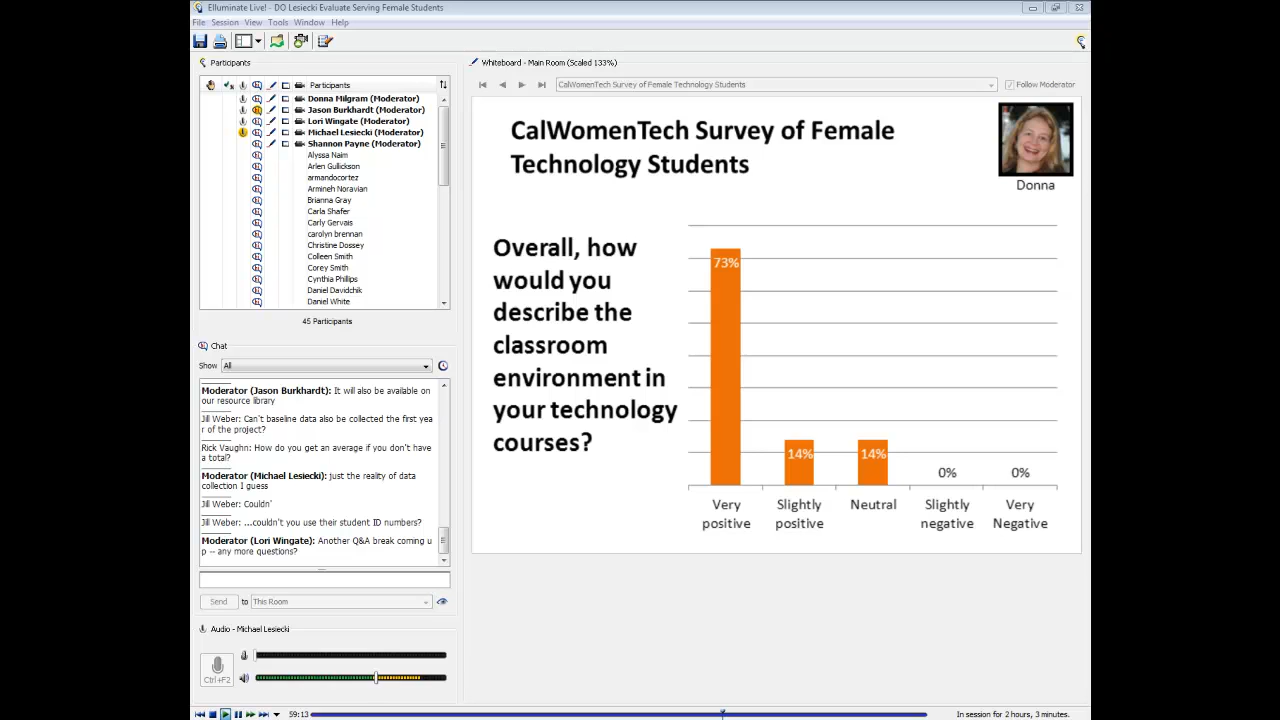 Elluminate Live! - DO Lesiecki Evaluate Serving Female Students
File Session View Tools Window Help
Participants
Participants
Donna Milgram (Moderator)
Jason Burkhardt (Moderator)
Lori Wingate (Moderator)
Michael Lesiecki (Moderator)
Shannon Payne (Moderator)
Alyssa Naim
Arlen Gullickson
armandocortez
Armineh Noravian
Brianna Gray
Carla Shafer
Carly Gervais
carolyn brennan
Christine Dossey
Colleen Smith
Corey Smith
Cynthia Phillips
Daniel Davidchik
Daniel White
45 Participants
Chat
Show All
Moderator (Jason Burkhardt): It will also be available on
our resource library
Jill Weber: Can't baseline data also be collected the first yea
r of the project?
Rick Vaughn: How do you get an average if you don't have
a total?
Moderator (Michael Lesiecki): just the reality of data
collection I guess
Jill Weber: Couldn'
Jill Weber: ...couldn't you use their student ID numbers?
Moderator (Lori Wingate): Another Q&A break coming u
p -- any more questions?
Send to This Room
Audio - Michael Lesiecki
Ctrl+F2
Whiteboard - Main Room (Scaled 133%)
CalWomenTech Survey of Female Technology Students
Follow Moderator
CalWomenTech Survey of Female
Technology Students
Donna
Overall, how
would you
describe the
classroom
environment in
your technology
courses?
73%
14%
14%
0%
0%
Very
positive
Slightly
positive
Neutral
Slightly
negative
Very
Negative
59:13
In session for 2 hours, 3 minutes.